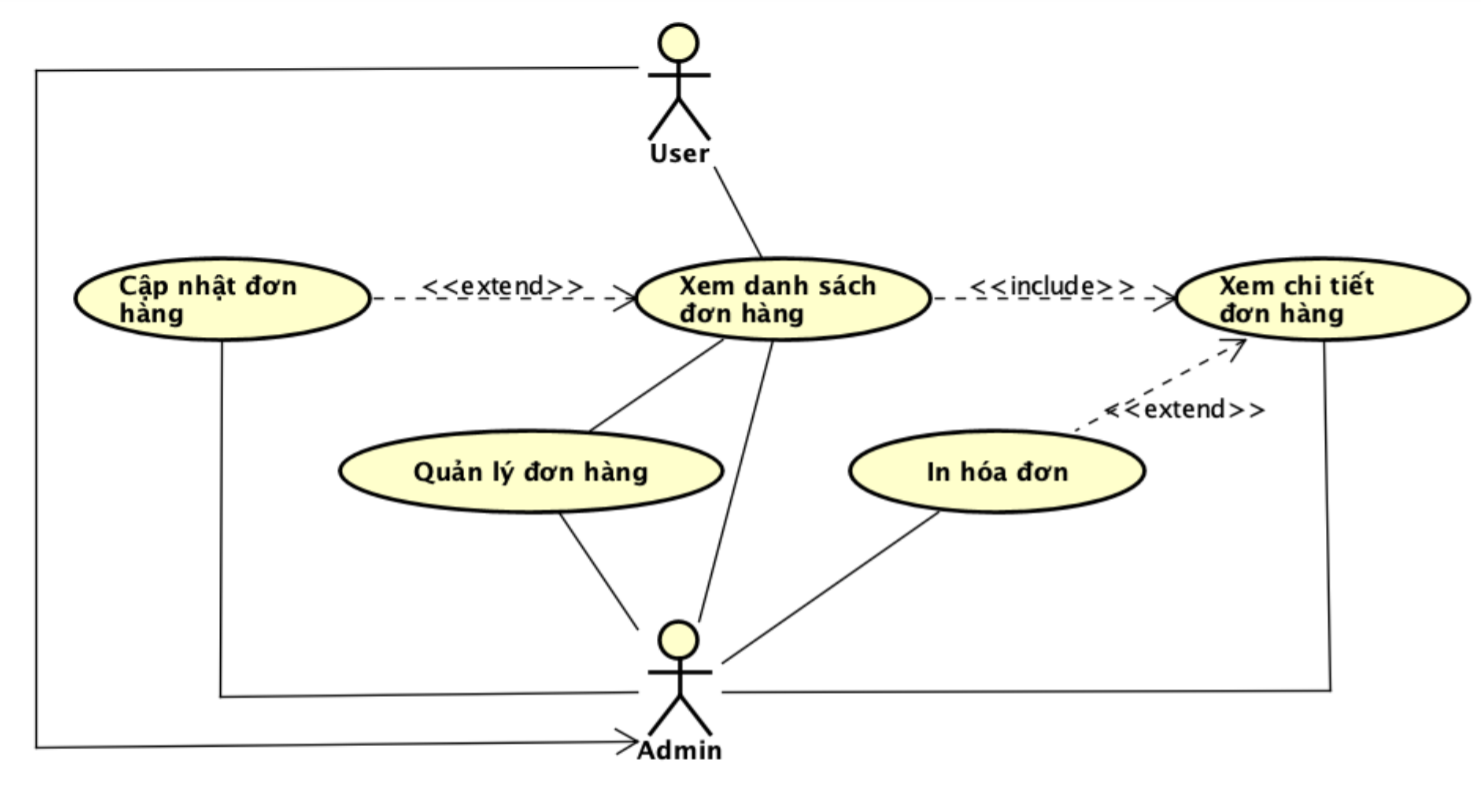 User
Cập nhật đơn
hàng
<<extend>>
Xem danh sách
đơn hàng
<<include>>
Xem chi tiết
đơn hàng
<<extend>>
Quản lý đơn hàng
In hóa đơn
Admin